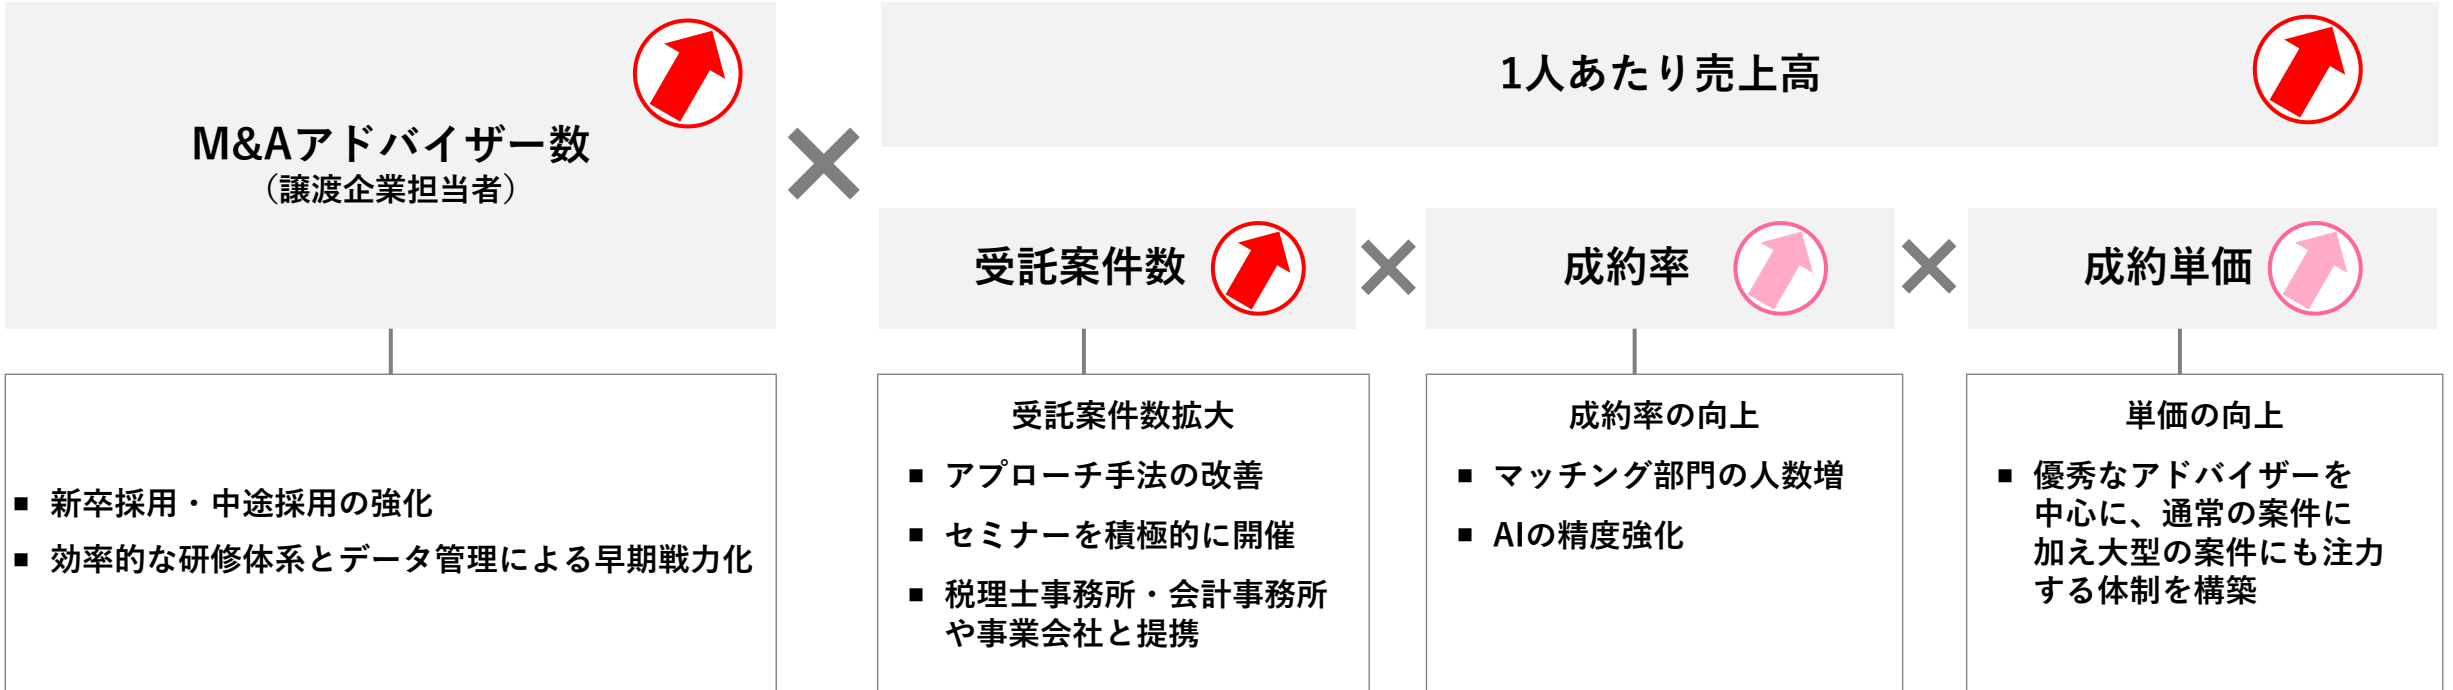 M&Aアドバイザー数
（譲渡企業担当者）
×
1人あたり売上高
受託案件数
×
成約率
×
成約単価
■ 新卒採用・中途採用の強化
■ 効率的な研修体系とデータ管理による早期戦力化
受託案件数拡大
■ アプローチ手法の改善
■ セミナーを積極的に開催
■ 税理士事務所・会計事務所
や事業会社と提携
成約率の向上
■ マッチング部門の人数増
■ AIの精度強化
単価の向上
■ 優秀なアドバイザーを
中心に、通常の案件に
加え大型の案件にも注力
する体制を構築